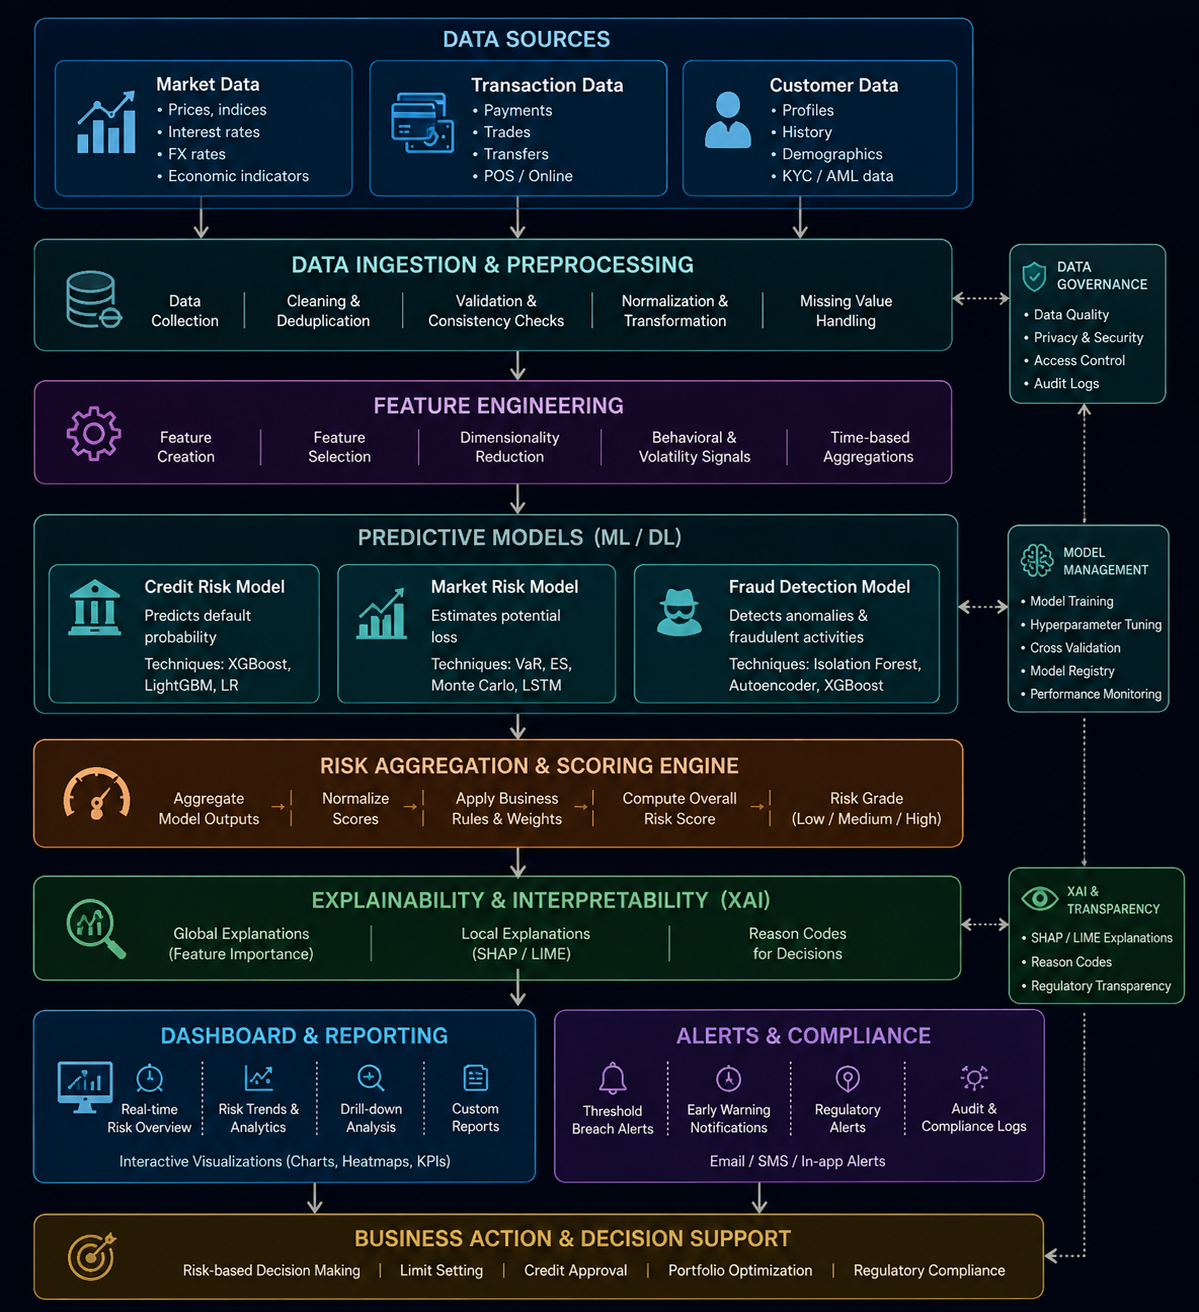 DATA SOURCES
Market Data
• Prices, indices
• Interest rates
• FX rates
• Economic indicators
Transaction Data
• Payments
• Trades
• Transfers
• POS / Online
Customer Data
• Profiles
• History
• Demographics
• KYC / AML data
DATA INGESTION & PREPROCESSING
Data
Collection
Cleaning &
Deduplication
Validation &
Consistency Checks
Normalization &
Transformation
Missing Value
Handling
DATA
GOVERNANCE
• Data Quality
• Privacy & Security
• Access Control
• Audit Logs
FEATURE ENGINEERING
Feature
Creation
Feature
Selection
Dimensionality
Reduction
Behavioral &
Volatility Signals
Time-based
Aggregations
PREDICTIVE MODELS (ML / DL)
Credit Risk Model
Predicts default
probability
Techniques: XGBoost,
LightGBM, LR
Market Risk Model
Estimates potential
loss
Techniques: VaR, ES,
Monte Carlo, LSTM
Fraud Detection Model
Detects anomalies &
fraudulent activities
Techniques: Isolation Forest,
Autoencoder, XGBoost
MODEL
MANAGEMENT
• Model Training
• Hyperparameter Tuning
• Cross Validation
• Model Registry
• Performance Monitoring
RISK AGGREGATION & SCORING ENGINE
Aggregate
Model Outputs
Normalize
Scores
Apply Business
Rules & Weights
Compute Overall
Risk Score
Risk Grade
(Low / Medium / High)
EXPLAINABILITY & INTERPRETABILITY (XAI)
Global Explanations
(Feature Importance)
Local Explanations
(SHAP / LIME)
Reason Codes
for Decisions
XAI &
TRANSPARENCY
• SHAP / LIME Explanations
• Reason Codes
• Regulatory Transparency
DASHBOARD & REPORTING
Real-time
Risk Overview
Risk Trends &
Analytics
Drill-down
Analysis
Custom
Reports
Interactive Visualizations (Charts, Heatmaps, KPIs)
ALERTS & COMPLIANCE
Threshold
Breach Alerts
Early Warning
Notifications
Regulatory
Alerts
Audit &
Compliance Logs
Email / SMS / In-app Alerts
BUSINESS ACTION & DECISION SUPPORT
Risk-based Decision Making | Limit Setting | Credit Approval | Portfolio Optimization | Regulatory Compliance